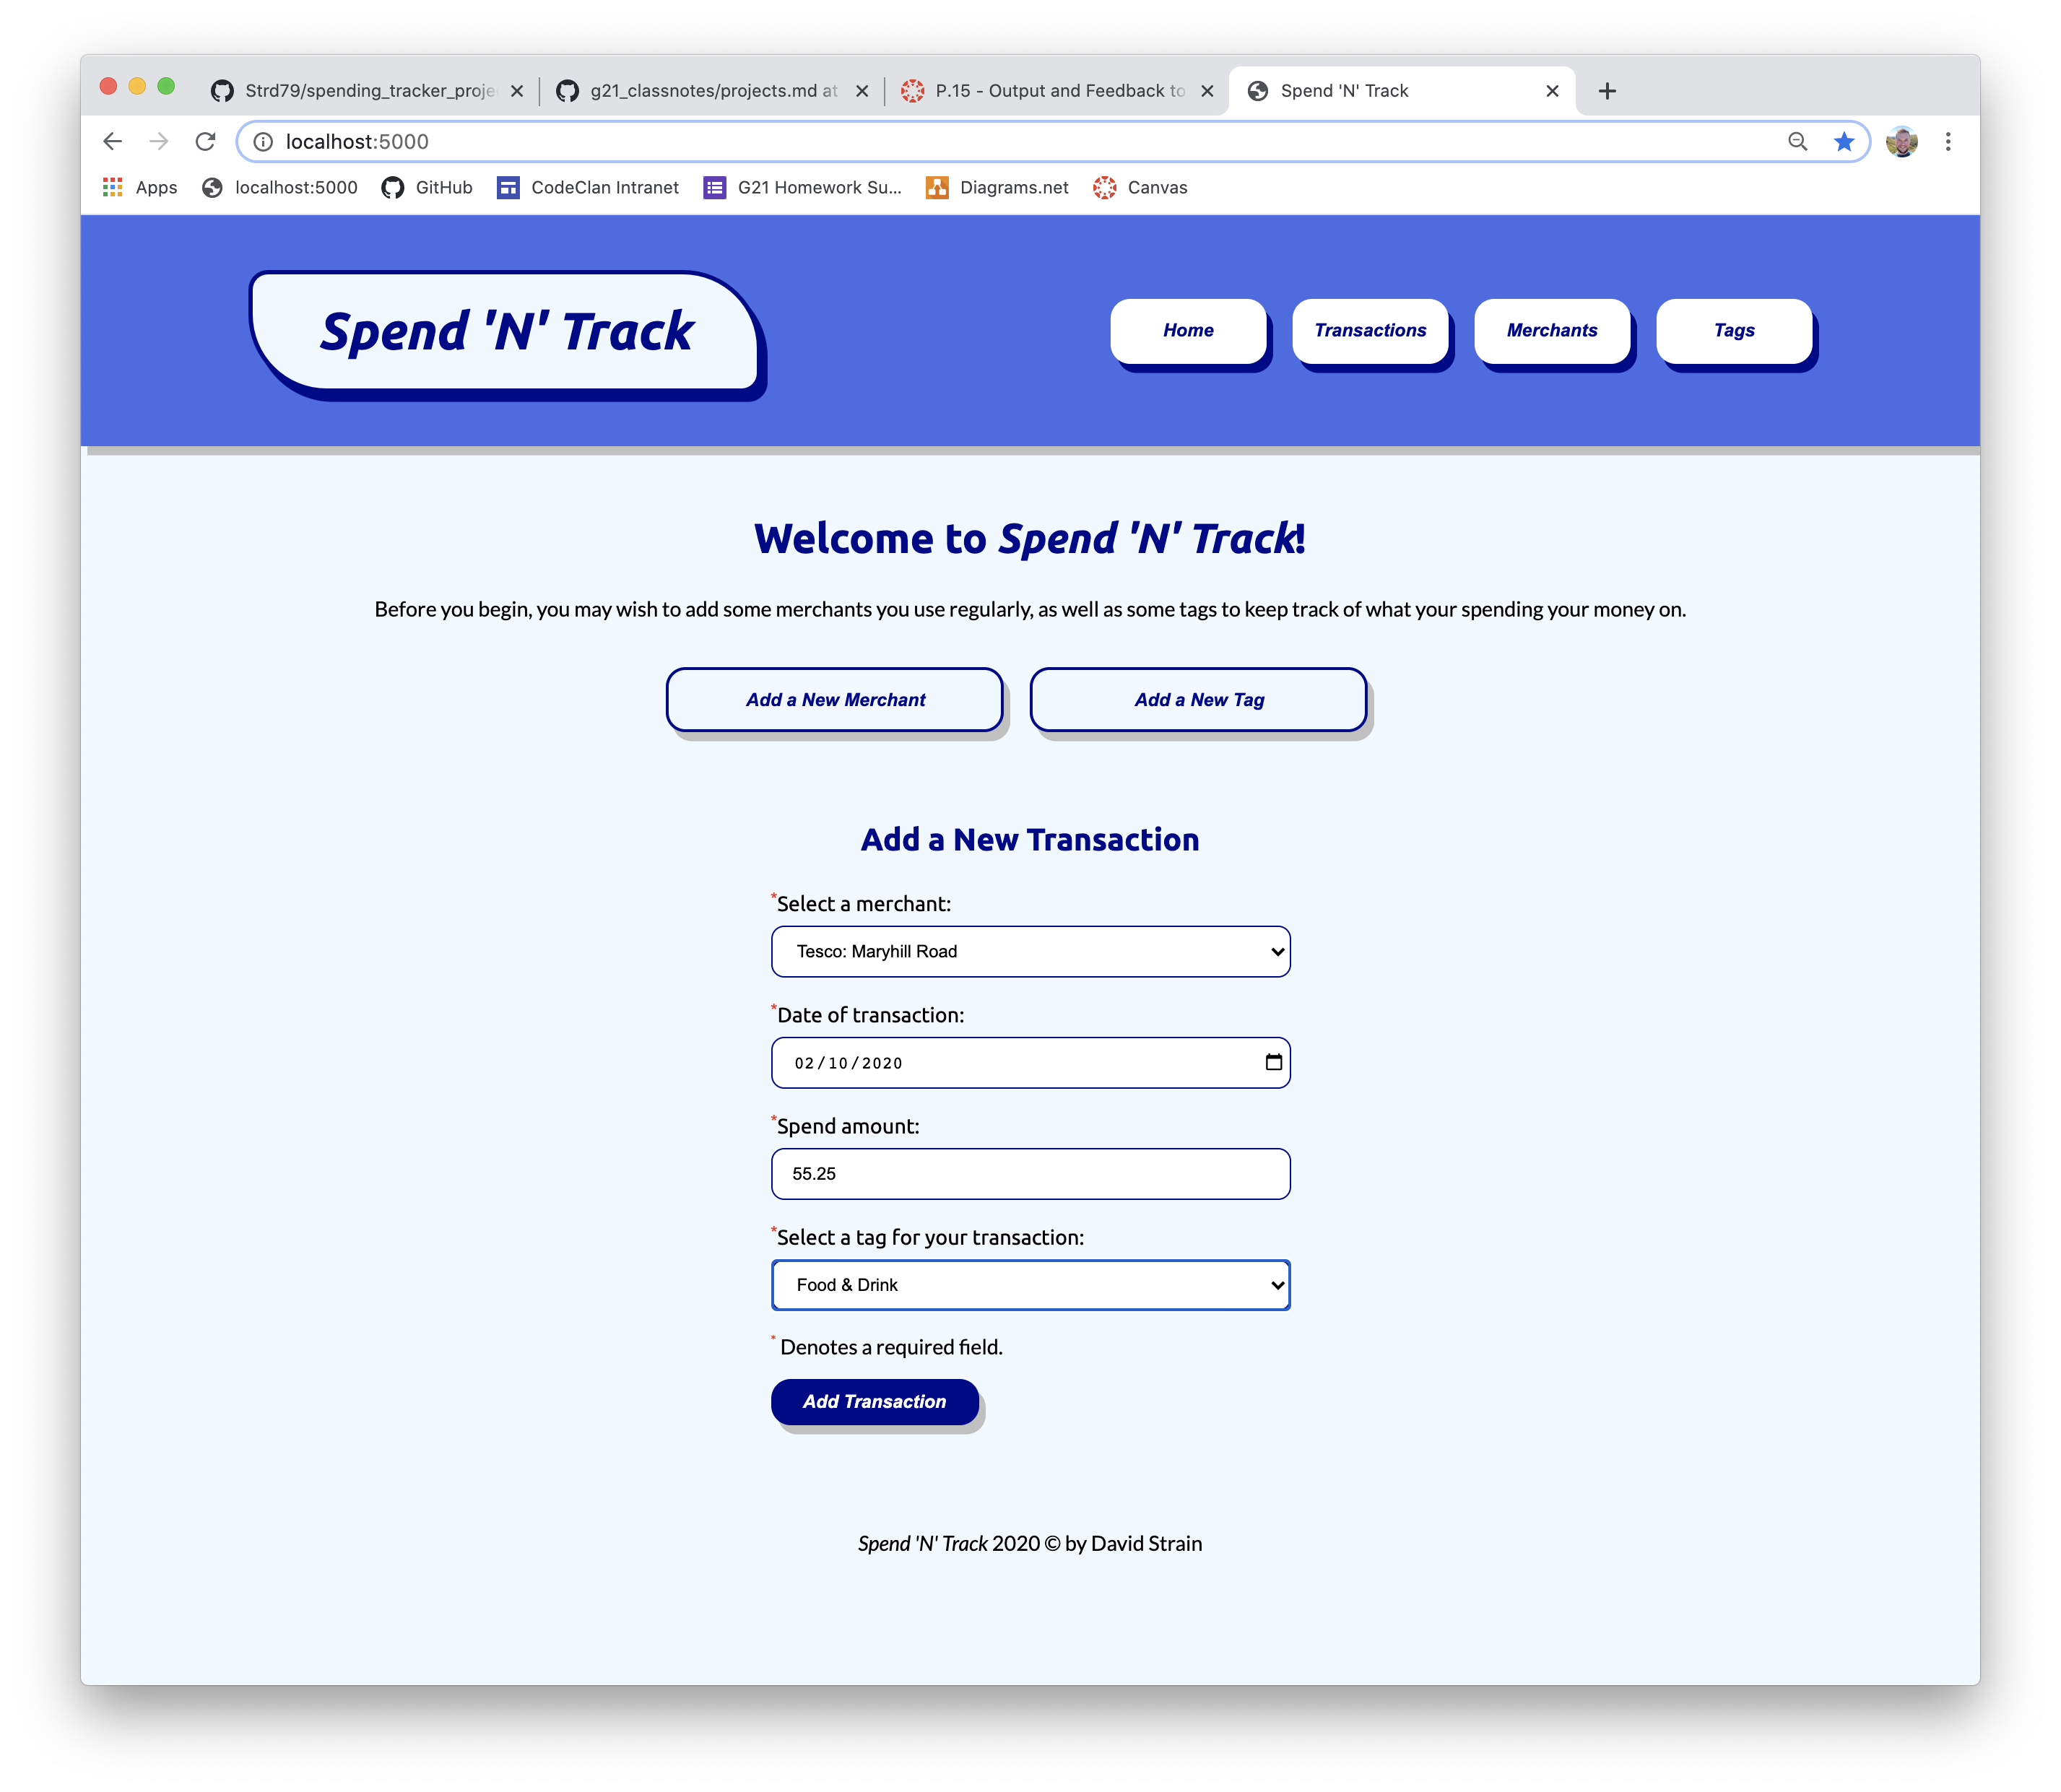 Strd79/spending_tracker_proje
g21_classnotes/projects.md at
P.15 - Output and Feedback to
Spend 'N' Track
localhost:5000
Apps
localhost:5000
GitHub
CodeClan Intranet
G21 Homework Su...
Diagrams.net
Canvas
Spend 'N' Track
Home
Transactions
Merchants
Tags
Welcome to Spend 'N' Track!
Before you begin, you may wish to add some merchants you use regularly, as well as some tags to keep track of what your spending your money on.
Add a New Merchant
Add a New Tag
Add a New Transaction
*Select a merchant:
Tesco: Maryhill Road
*Date of transaction:
02/10/2020
*Spend amount:
55.25
*Select a tag for your transaction:
Food & Drink
* Denotes a required field.
Add Transaction
Spend 'N' Track 2020 © by David Strain